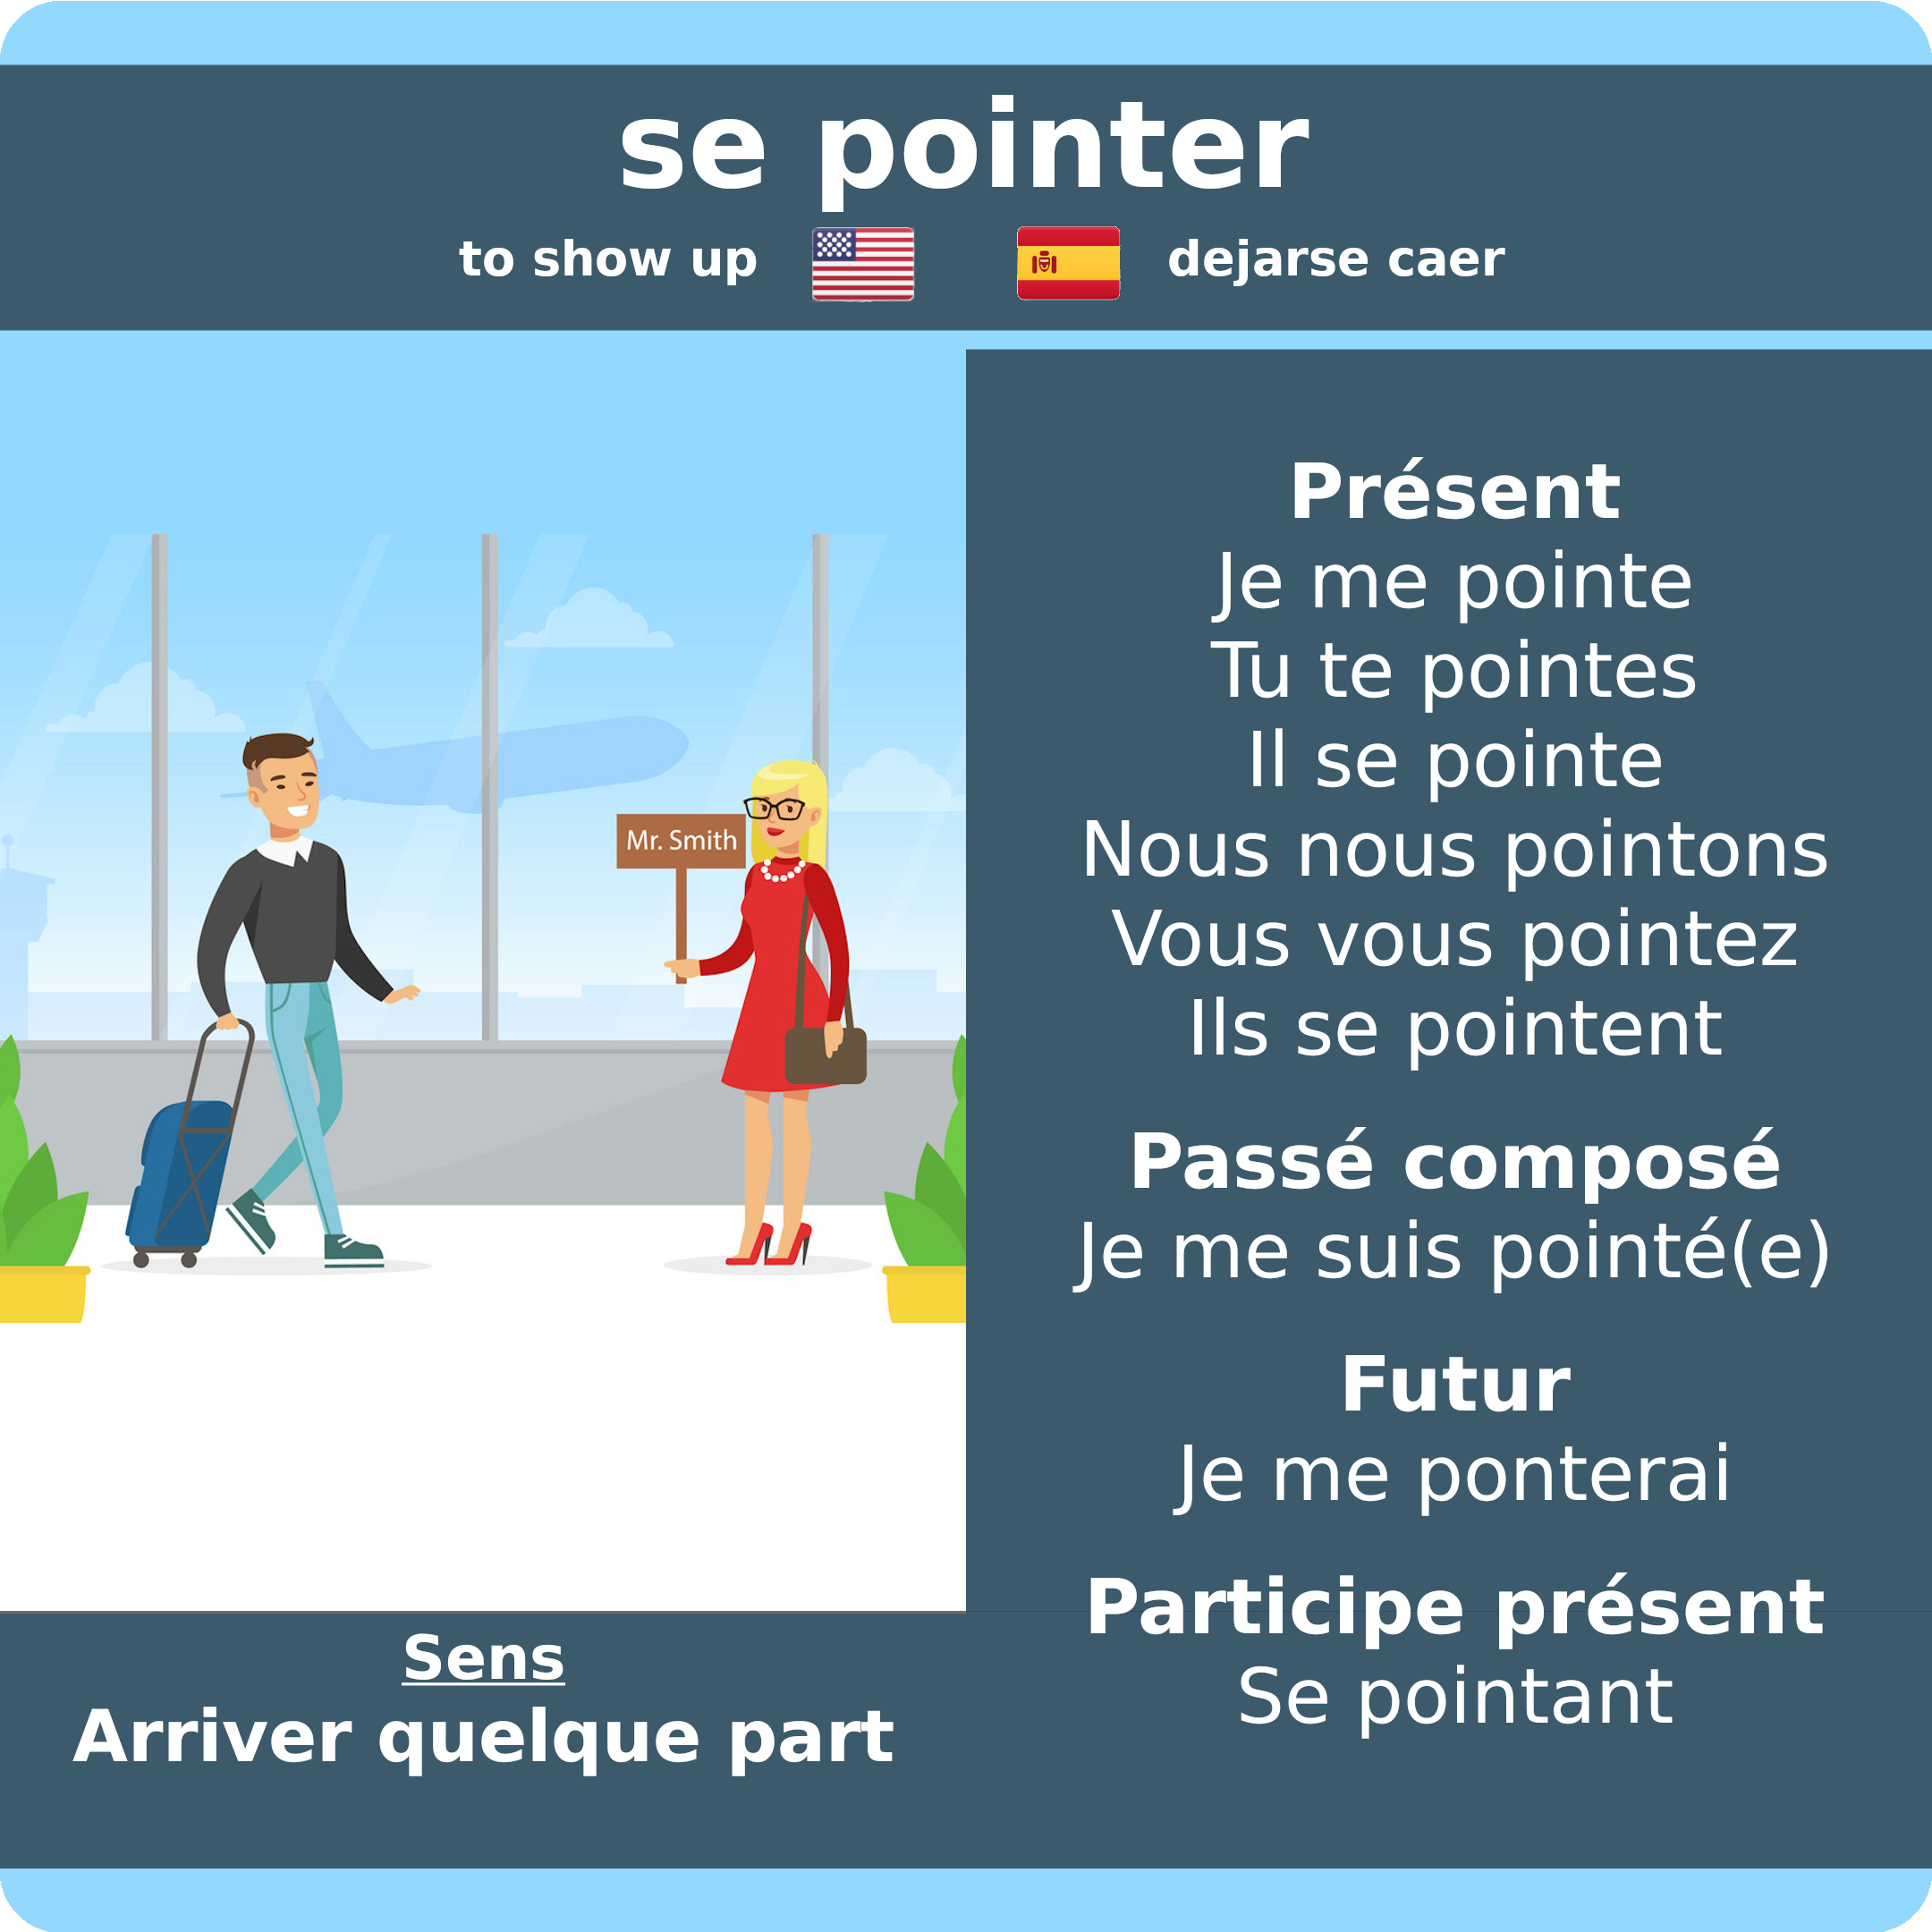 se pointer
to show up
dejarse caer
Mr. Smith
Présent
Je me pointe
Tu te pointes
Il se pointe
Nous nous pointons
Vous vous pointez
Ils se pointent
Passé composé
Je me suis pointé(e)
Futur
Je me ponterai
Participe présent
Se pointant
Sens
Arriver quelque part